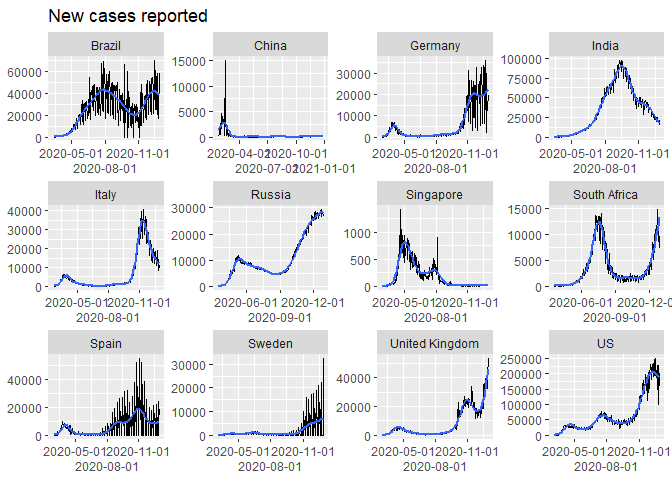 New cases reported
Brazil China Germany India
60000 15000 30000 100000
40000 10000 20000 75000
20000 5000 10000 50000
0 0 0 25000
0
2020-05-01 2020-11-01 2020-04-01 2020-10-01 2020-05-01 2020-11-01 2020-05-01 2020-11-01
2020-08-01 2020-07-01 2021-01-01 2020-08-01 2020-08-01
Italy Russia Singapore South Africa
40000 30000 1000 15000
30000 20000 500 10000
20000 10000 0 5000
10000 0 0
0
2020-05-01 2020-11-01 2020-06-01 2020-12-01 2020-05-01 2020-11-01 2020-06-01 2020-12-0
2020-08-01 2020-09-01 2020-08-01 2020-09-01
Spain Sweden United Kingdom US
40000 30000 40000 250000
20000 20000 20000 200000
0 10000 0 150000
0 100000
50000
0
2020-05-01 2020-11-01 2020-05-01 2020-11-01 2020-05-01 2020-11-01 2020-05-01 2020-11-01
2020-08-01 2020-08-01 2020-08-01 2020-08-01